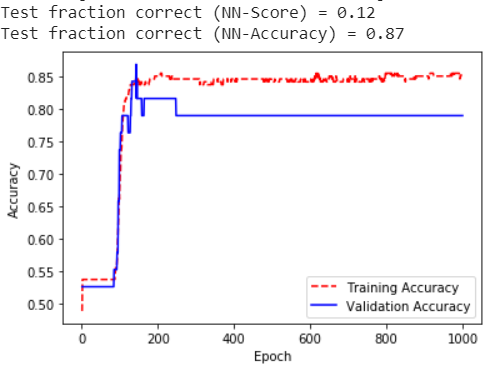 Test fraction correct (NN-Score) = 0.12
Test fraction correct (NN-Accuracy) = 0.87
0.85
0.80
0.75
0.70
0.65
0.60
0.55
0.50
Accuracy
Training Accuracy
Validation Accuracy
0 200 400 600 800 1000
Epoch